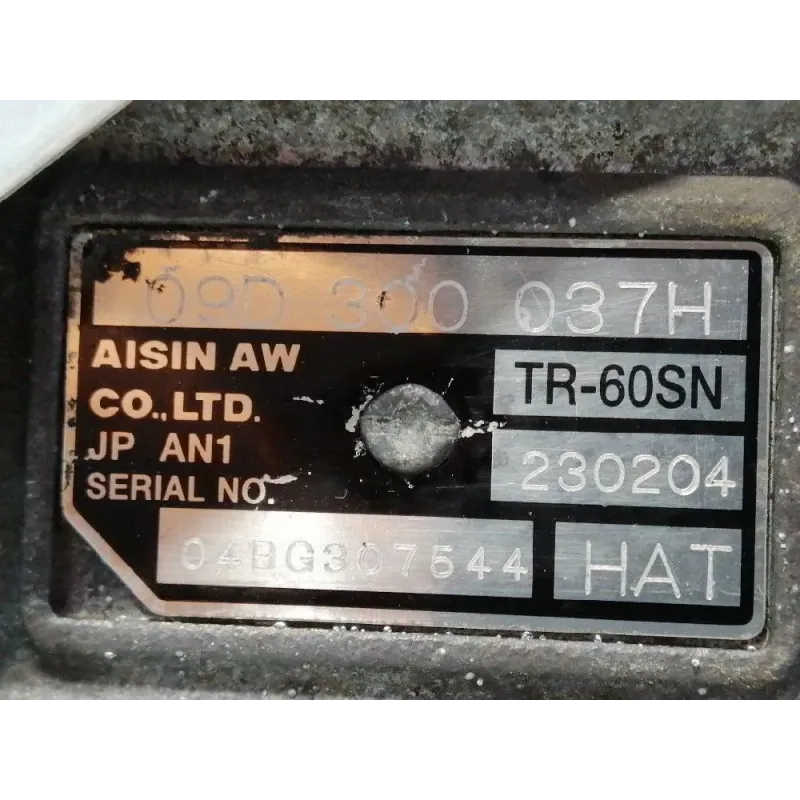 09D 300 037H
AISIN AW
CO.,LTD.
TR-60SN
JP AN1
230204
SERIAL NO.
04BG307544
HAT